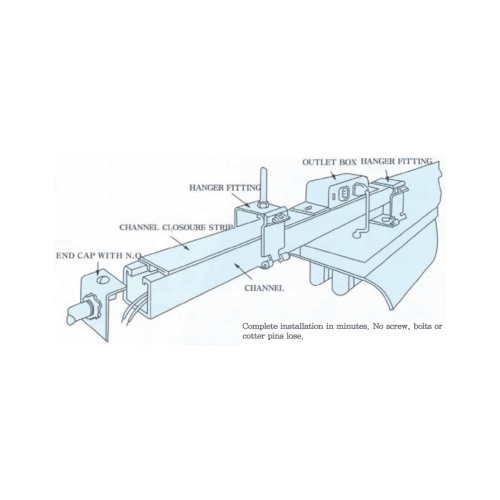 OUTLET BOX HANGER FITTING
HANGER FITTING
CHANNEL CLOSOURE STRIP
END CAP WITH N.O.
CHANNEL
Complete installation in minutes. No screw, bolts or
cotter pins lose.